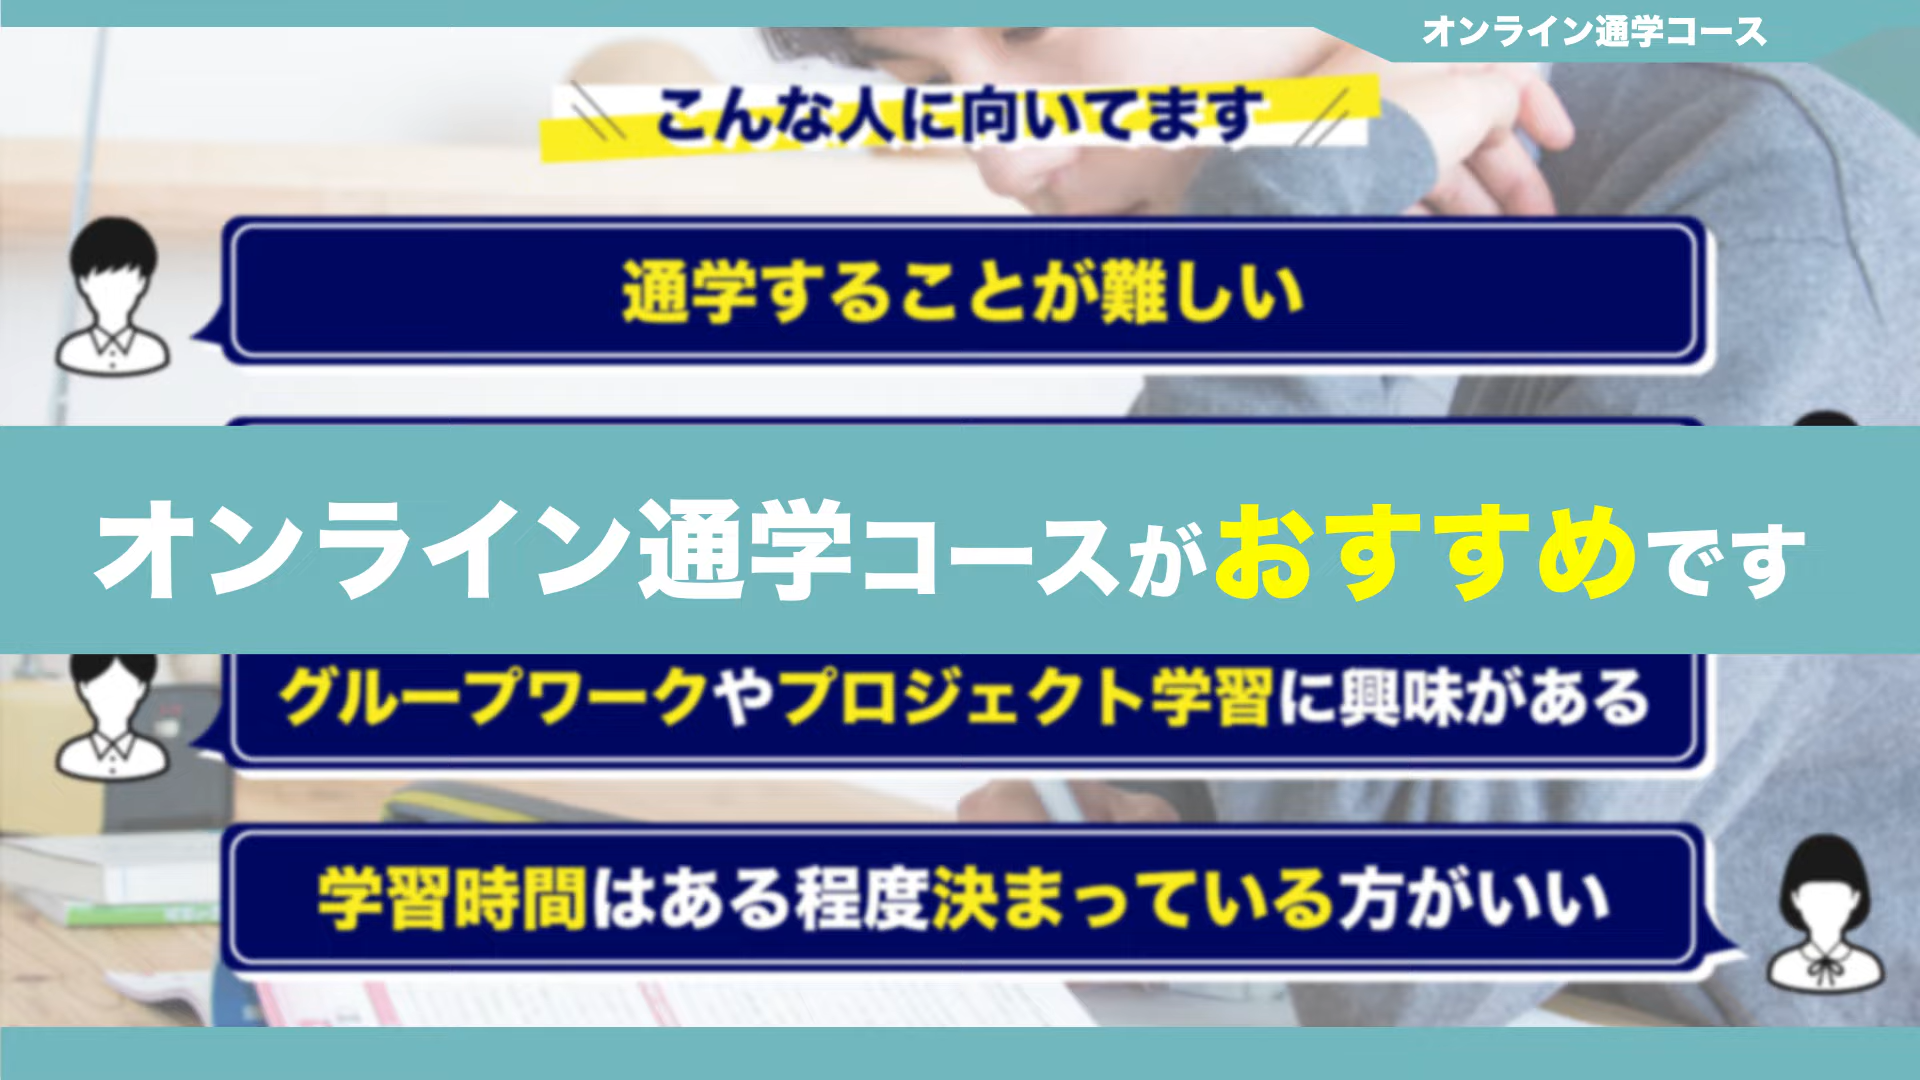 オンライン通学コース
こんな人に向いてます
通学することが難しい
オンライン通学コースがおすすめです
グループワークやプロジェクト学習に興味がある
学習時間はある程度決まっている方がいい